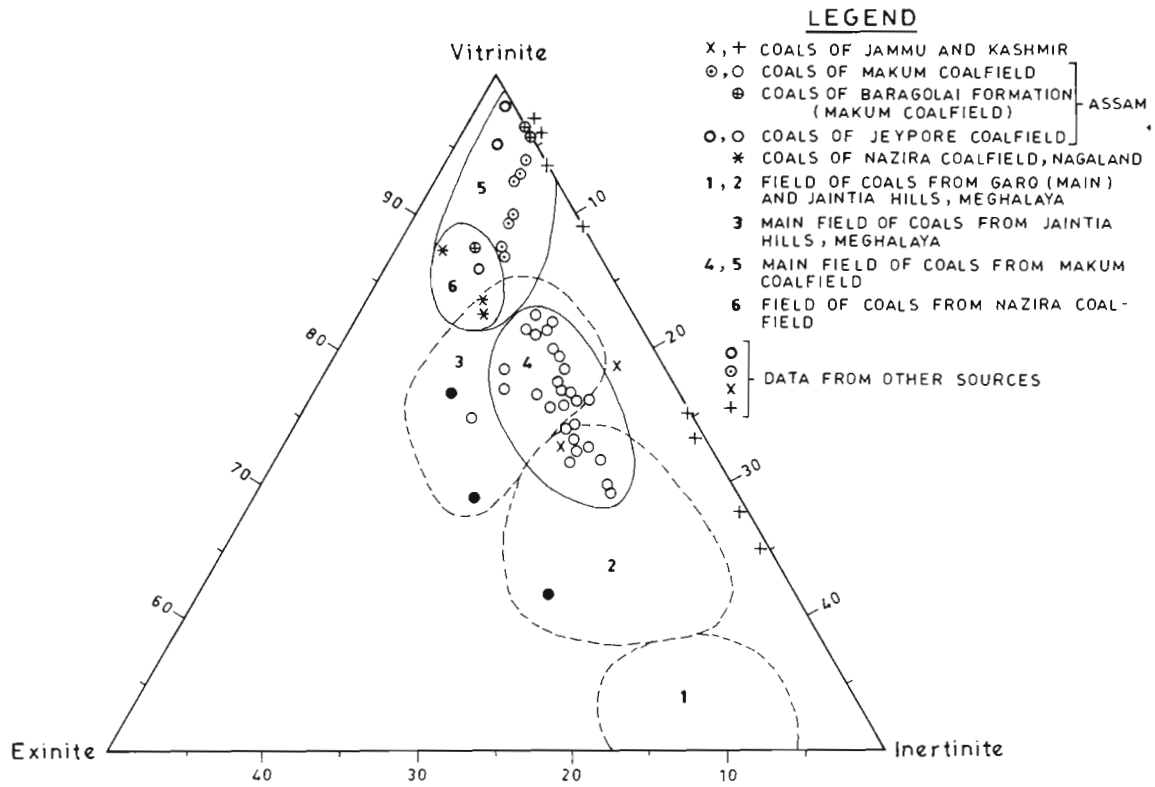 LEGEND
Vitrinite
x, + COALS OF JAMMU AND KASHMIR
⊙, ○ COALS OF MAKUM COALFIELD
⊕ COALS OF BARAGOLAI FORMATION
(MAKUM COALFIELD)
ASSAM
○, ○ COALS OF JEYPORE COALFIELD
* COALS OF NAZIRA COALFIELD, NAGALAND
1, 2 FIELD OF COALS FROM GARO (MAIN)
AND JAINTIA HILLS, MEGHALAYA
3 MAIN FIELD OF COALS FROM JAINTIA
HILLS, MEGHALAYA
4, 5 MAIN FIELD OF COALS FROM MAKUM
COALFIELD
6 FIELD OF COALS FROM NAZIRA COAL-
FIELD
○
⊙
x
+
DATA FROM OTHER SOURCES
5
90
10
6
80
20
3
4
70
30
2
60
40
1
Exinite
Inertinite
40
30
20
10